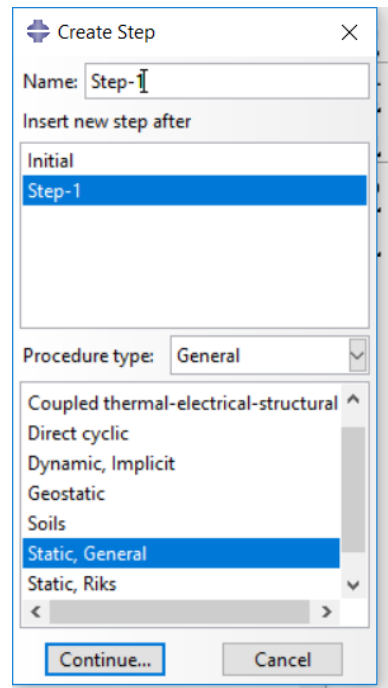 Create Step
Name: Step-1
Insert new step after
Initial
Step-1
Procedure type: General
Coupled thermal-electrical-structural
Direct cyclic
Dynamic, Implicit
Geostatic
Soils
Static, General
Static, Riks
Continue... Cancel